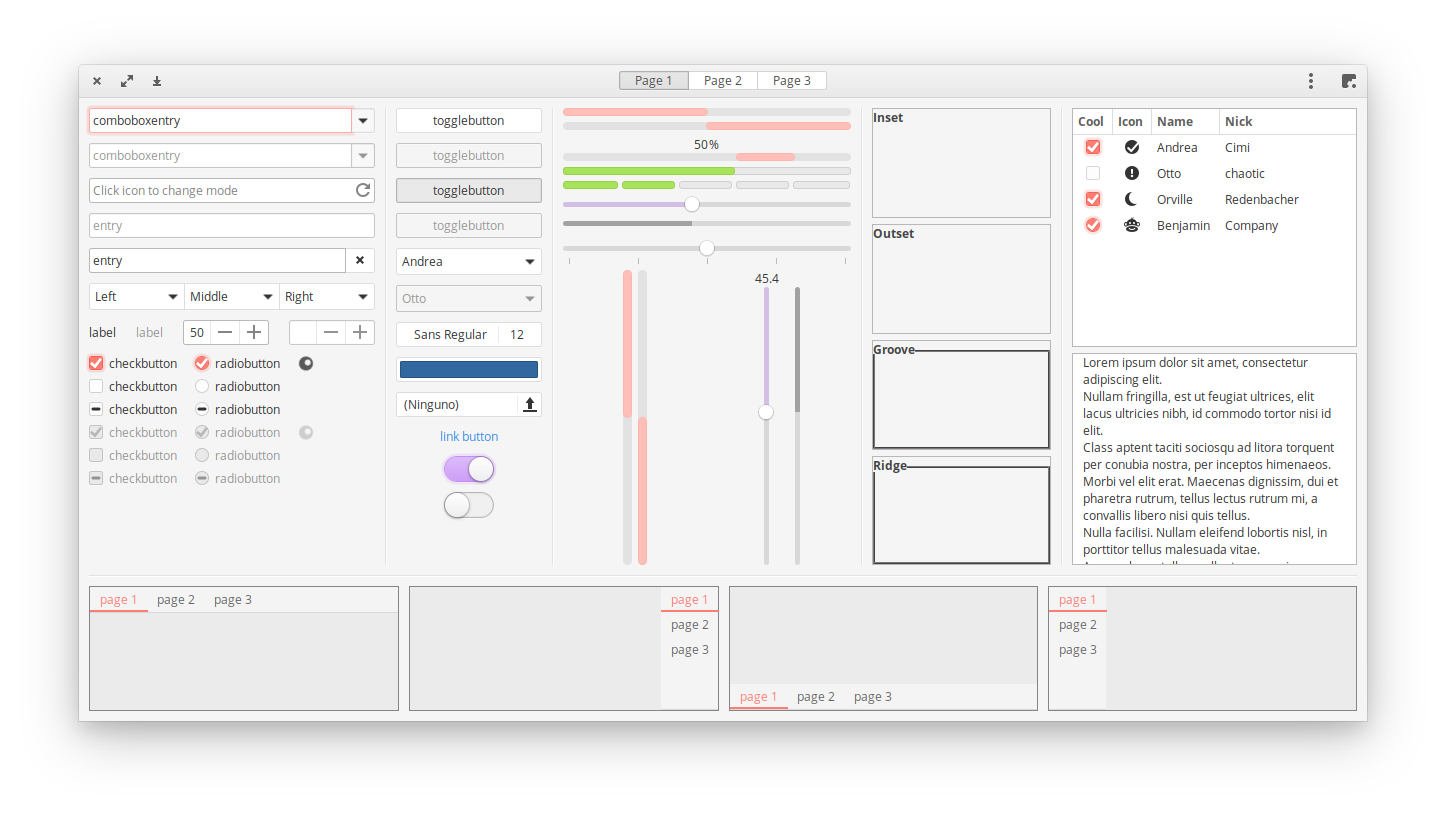 Page 1 Page 2 Page 3
comboboxentry
comboboxentry
Click icon to change mode
entry
entry
Left Middle Right
label label 50
checkbutton radiobutton
checkbutton radiobutton
checkbutton radiobutton
checkbutton radiobutton
checkbutton radiobutton
checkbutton radiobutton
togglebutton
togglebutton
togglebutton
togglebutton
Andrea
Otto
Sans Regular 12
(Ninguno)
link button
50%
45.4
Inset
Outset
Groove
Ridge
Cool Icon Name Nick
Andrea Cimi
Otto chaotic
Orville Redenbacher
Benjamin Company
Lorem ipsum dolor sit amet, consectetur
adipiscing elit.
Nullam fringilla, est ut feugiat ultrices, elit
lacus ultricies nibh, id commodo tortor nisi id
elit.
Class aptent taciti sociosqu ad litora torquent
per conubia nostra, per inceptos himenaeos.
Morbi vel elit erat. Maecenas dignissim, dui et
pharetra rutrum, tellus lectus rutrum mi, a
convallis libero nisi quis tellus.
Nulla facilisi. Nullam eleifend lobortis nisl, in
porttitor tellus malesuada vitae.
page 1 page 2 page 3
page 1
page 2
page 3
page 1 page 2 page 3
page 1
page 2
page 3